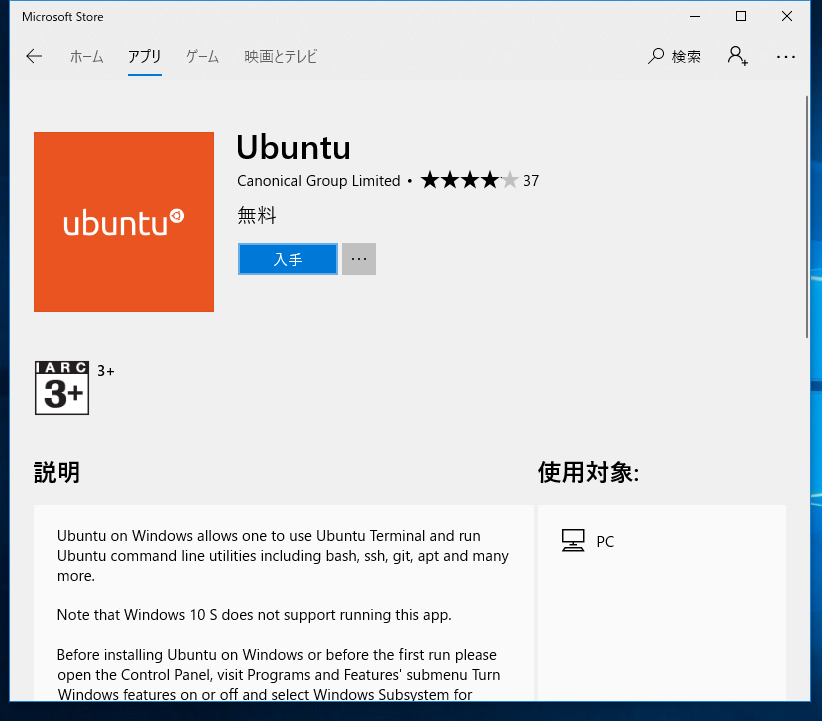 Microsoft Store
ホーム アプリ ゲーム 映画とテレビ 検索
Ubuntu
Canonical Group Limited • ★★★★★ 37
無料
入手 ...
ubuntu
IARC
3+
3+
説明
使用対象:
Ubuntu on Windows allows one to use Ubuntu Terminal and run
Ubuntu command line utilities including bash, ssh, git, apt and many
more.
Note that Windows 10 S does not support running this app.
Before installing Ubuntu on Windows or before the first run please
open the Control Panel, visit Programs and Features' submenu Turn
Windows features on or off and select Windows Subsystem for
PC